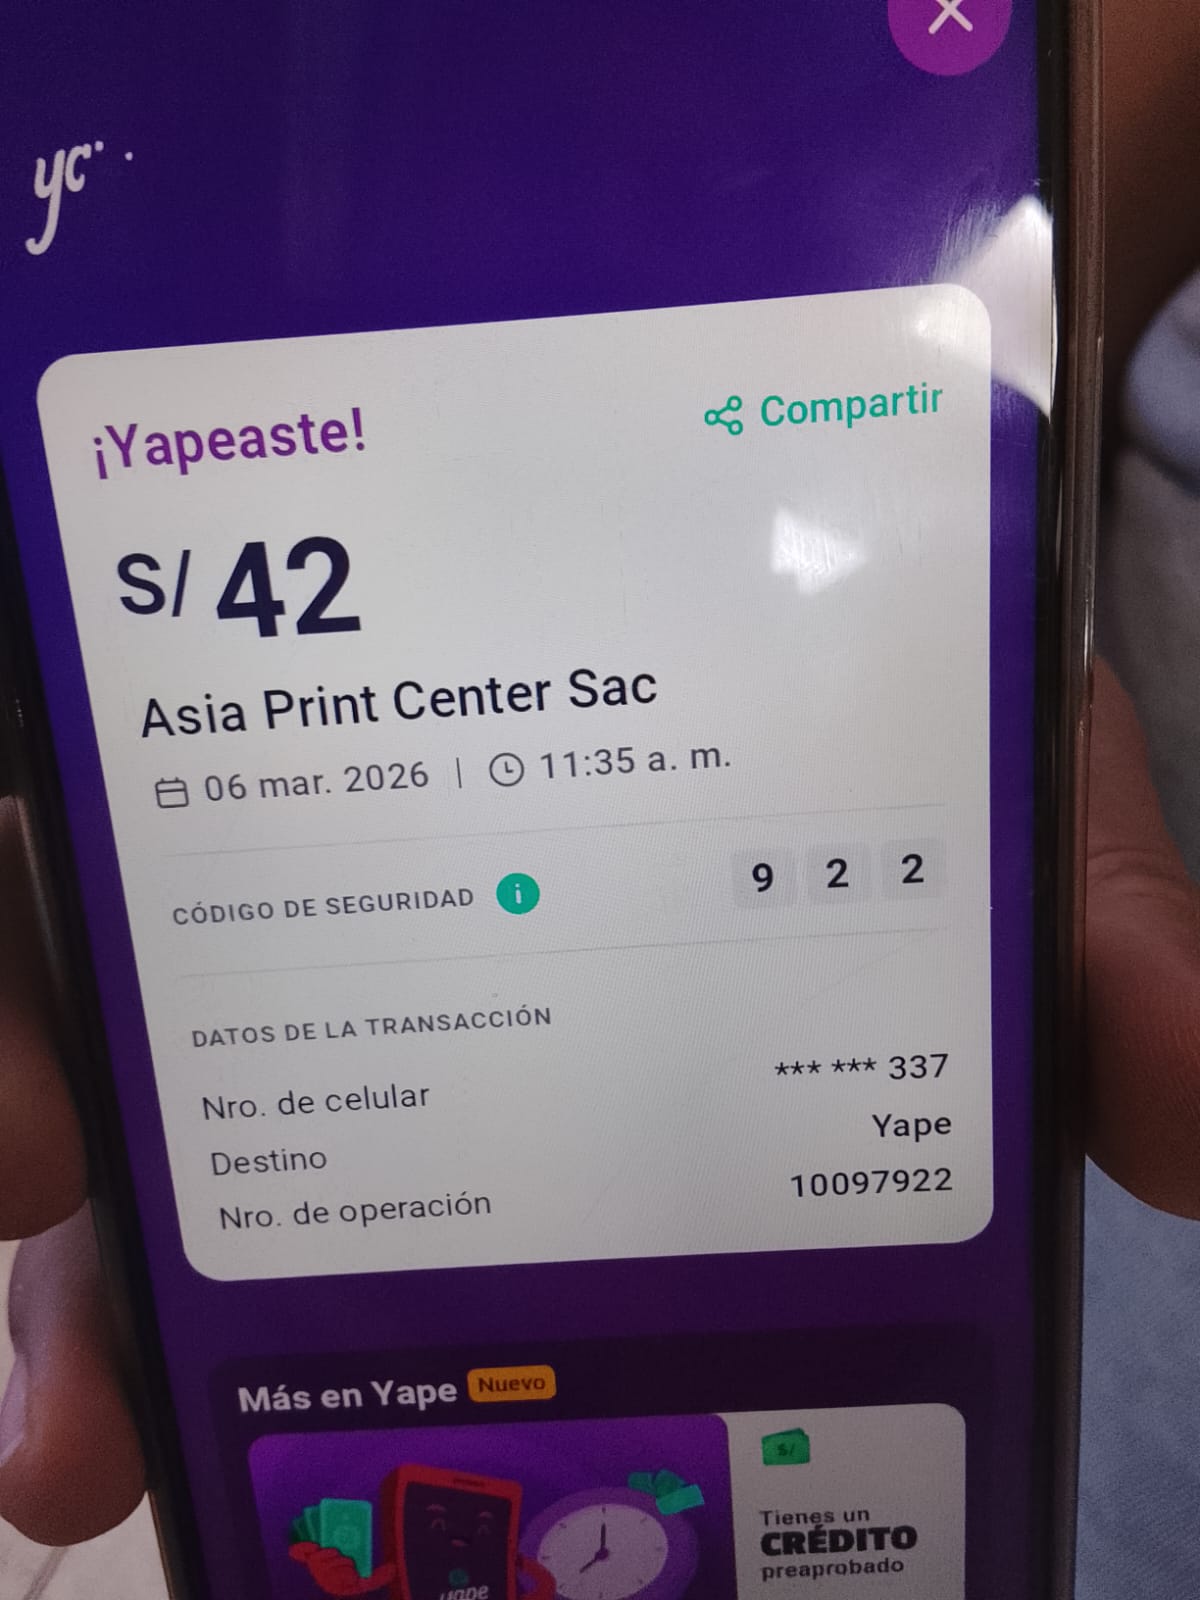 ¡Yapeaste!
Compartir
S/ 42
Asia Print Center Sac
06 mar. 2026 | 11:35 a. m.
CÓDIGO DE SEGURIDAD
9 2 2
DATOS DE LA TRANSACCIÓN
Nro. de celular *** *** 337
Destino Yape
Nro. de operación 10097922
Más en Yape Nuevo
S/
Tienes un
CRÉDITO
preaprobado
yape